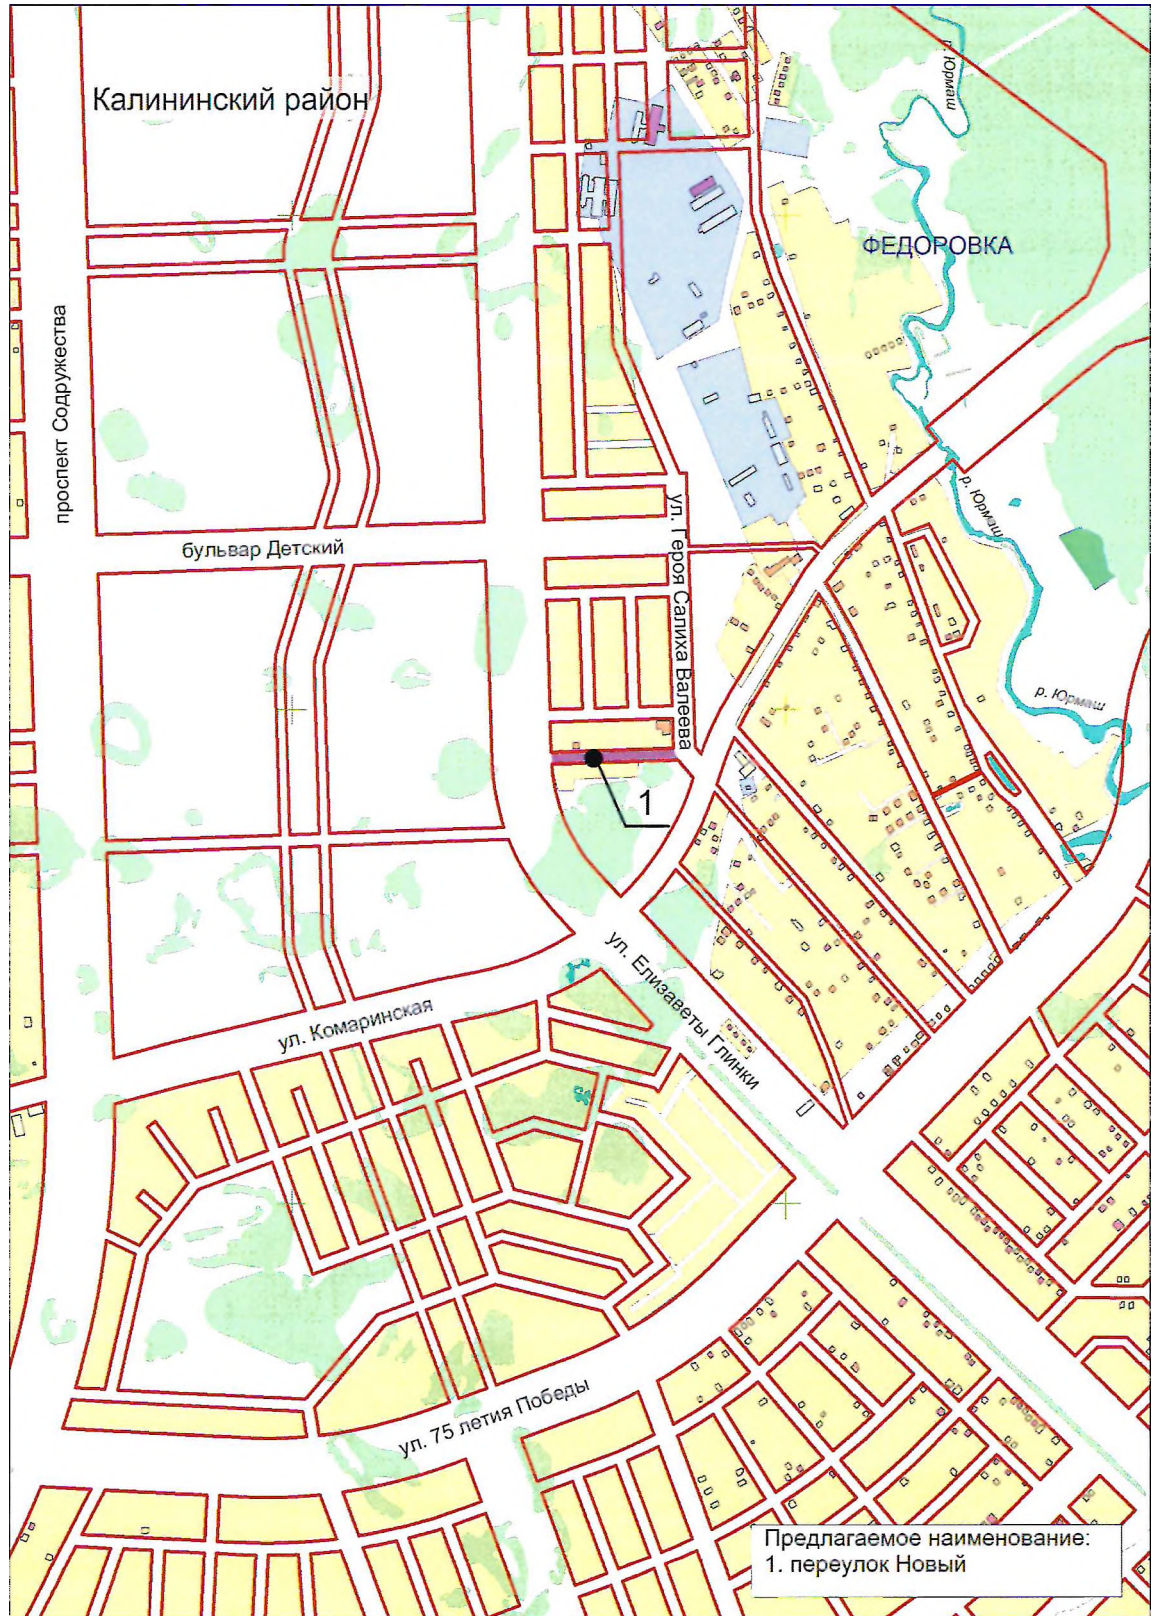 р. Юрмаш
Калининский район
ФЕДОРОВКА
проспект Содружества
р. Юрмаш
ул. Героя Салиха Валеева
бульвар Детский
р. Юрмаш
1
ул. Елизаветы Глинки
ул. Комаринская
ул. 75 летия Победы
Предлагаемое наименование:
1. переулок Новый